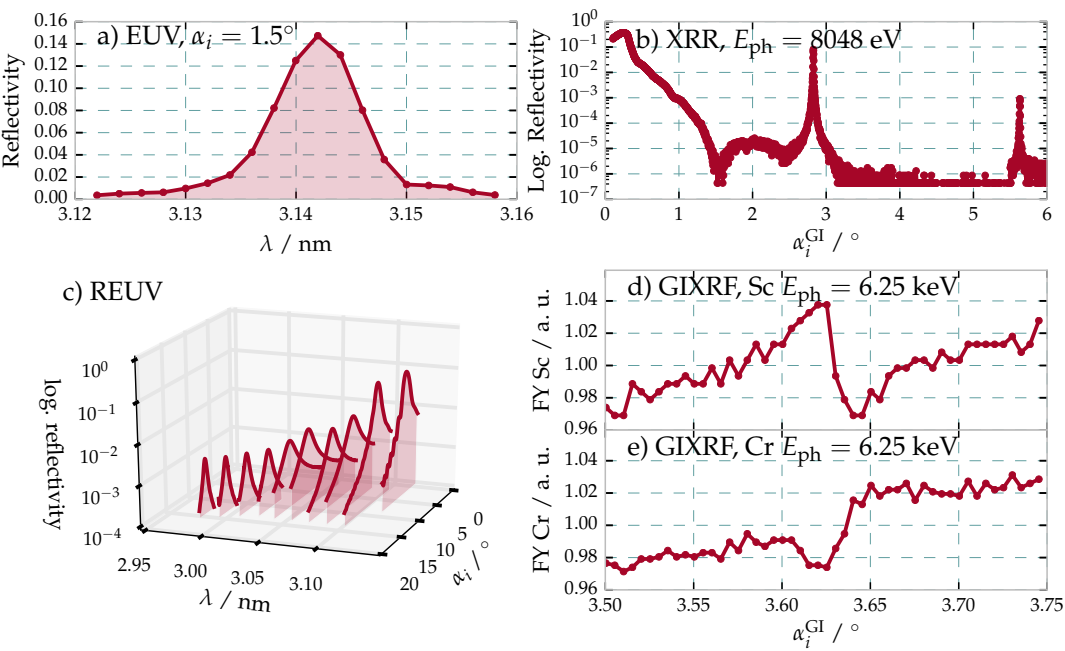 a) EUV, αᵢ = 1.5°
Reflectivity
0.16
0.14
0.12
0.10
0.08
0.06
0.04
0.02
0.00
3.12 3.13 3.14 3.15 3.16
λ / nm
b) XRR, E_ph = 8048 eV
Log. Reflectivity
10⁰
10⁻¹
10⁻²
10⁻³
10⁻⁴
10⁻⁵
10⁻⁶
10⁻⁷
0 1 2 3 4 5 6
αᵢ^GI / °
c) REUV
log. reflectivity
10⁰
10⁻¹
10⁻²
10⁻³
10⁻⁴
2.95 3.00 3.05 3.10
λ / nm
20 15 10 5 0
αᵢ / °
d) GIXRF, Sc E_ph = 6.25 keV
FY Sc / a. u.
1.04
1.02
1.00
0.98
0.96
e) GIXRF, Cr E_ph = 6.25 keV
FY Cr / a. u.
1.04
1.02
1.00
0.98
0.96
3.50 3.55 3.60 3.65 3.70 3.75
αᵢ^GI / °